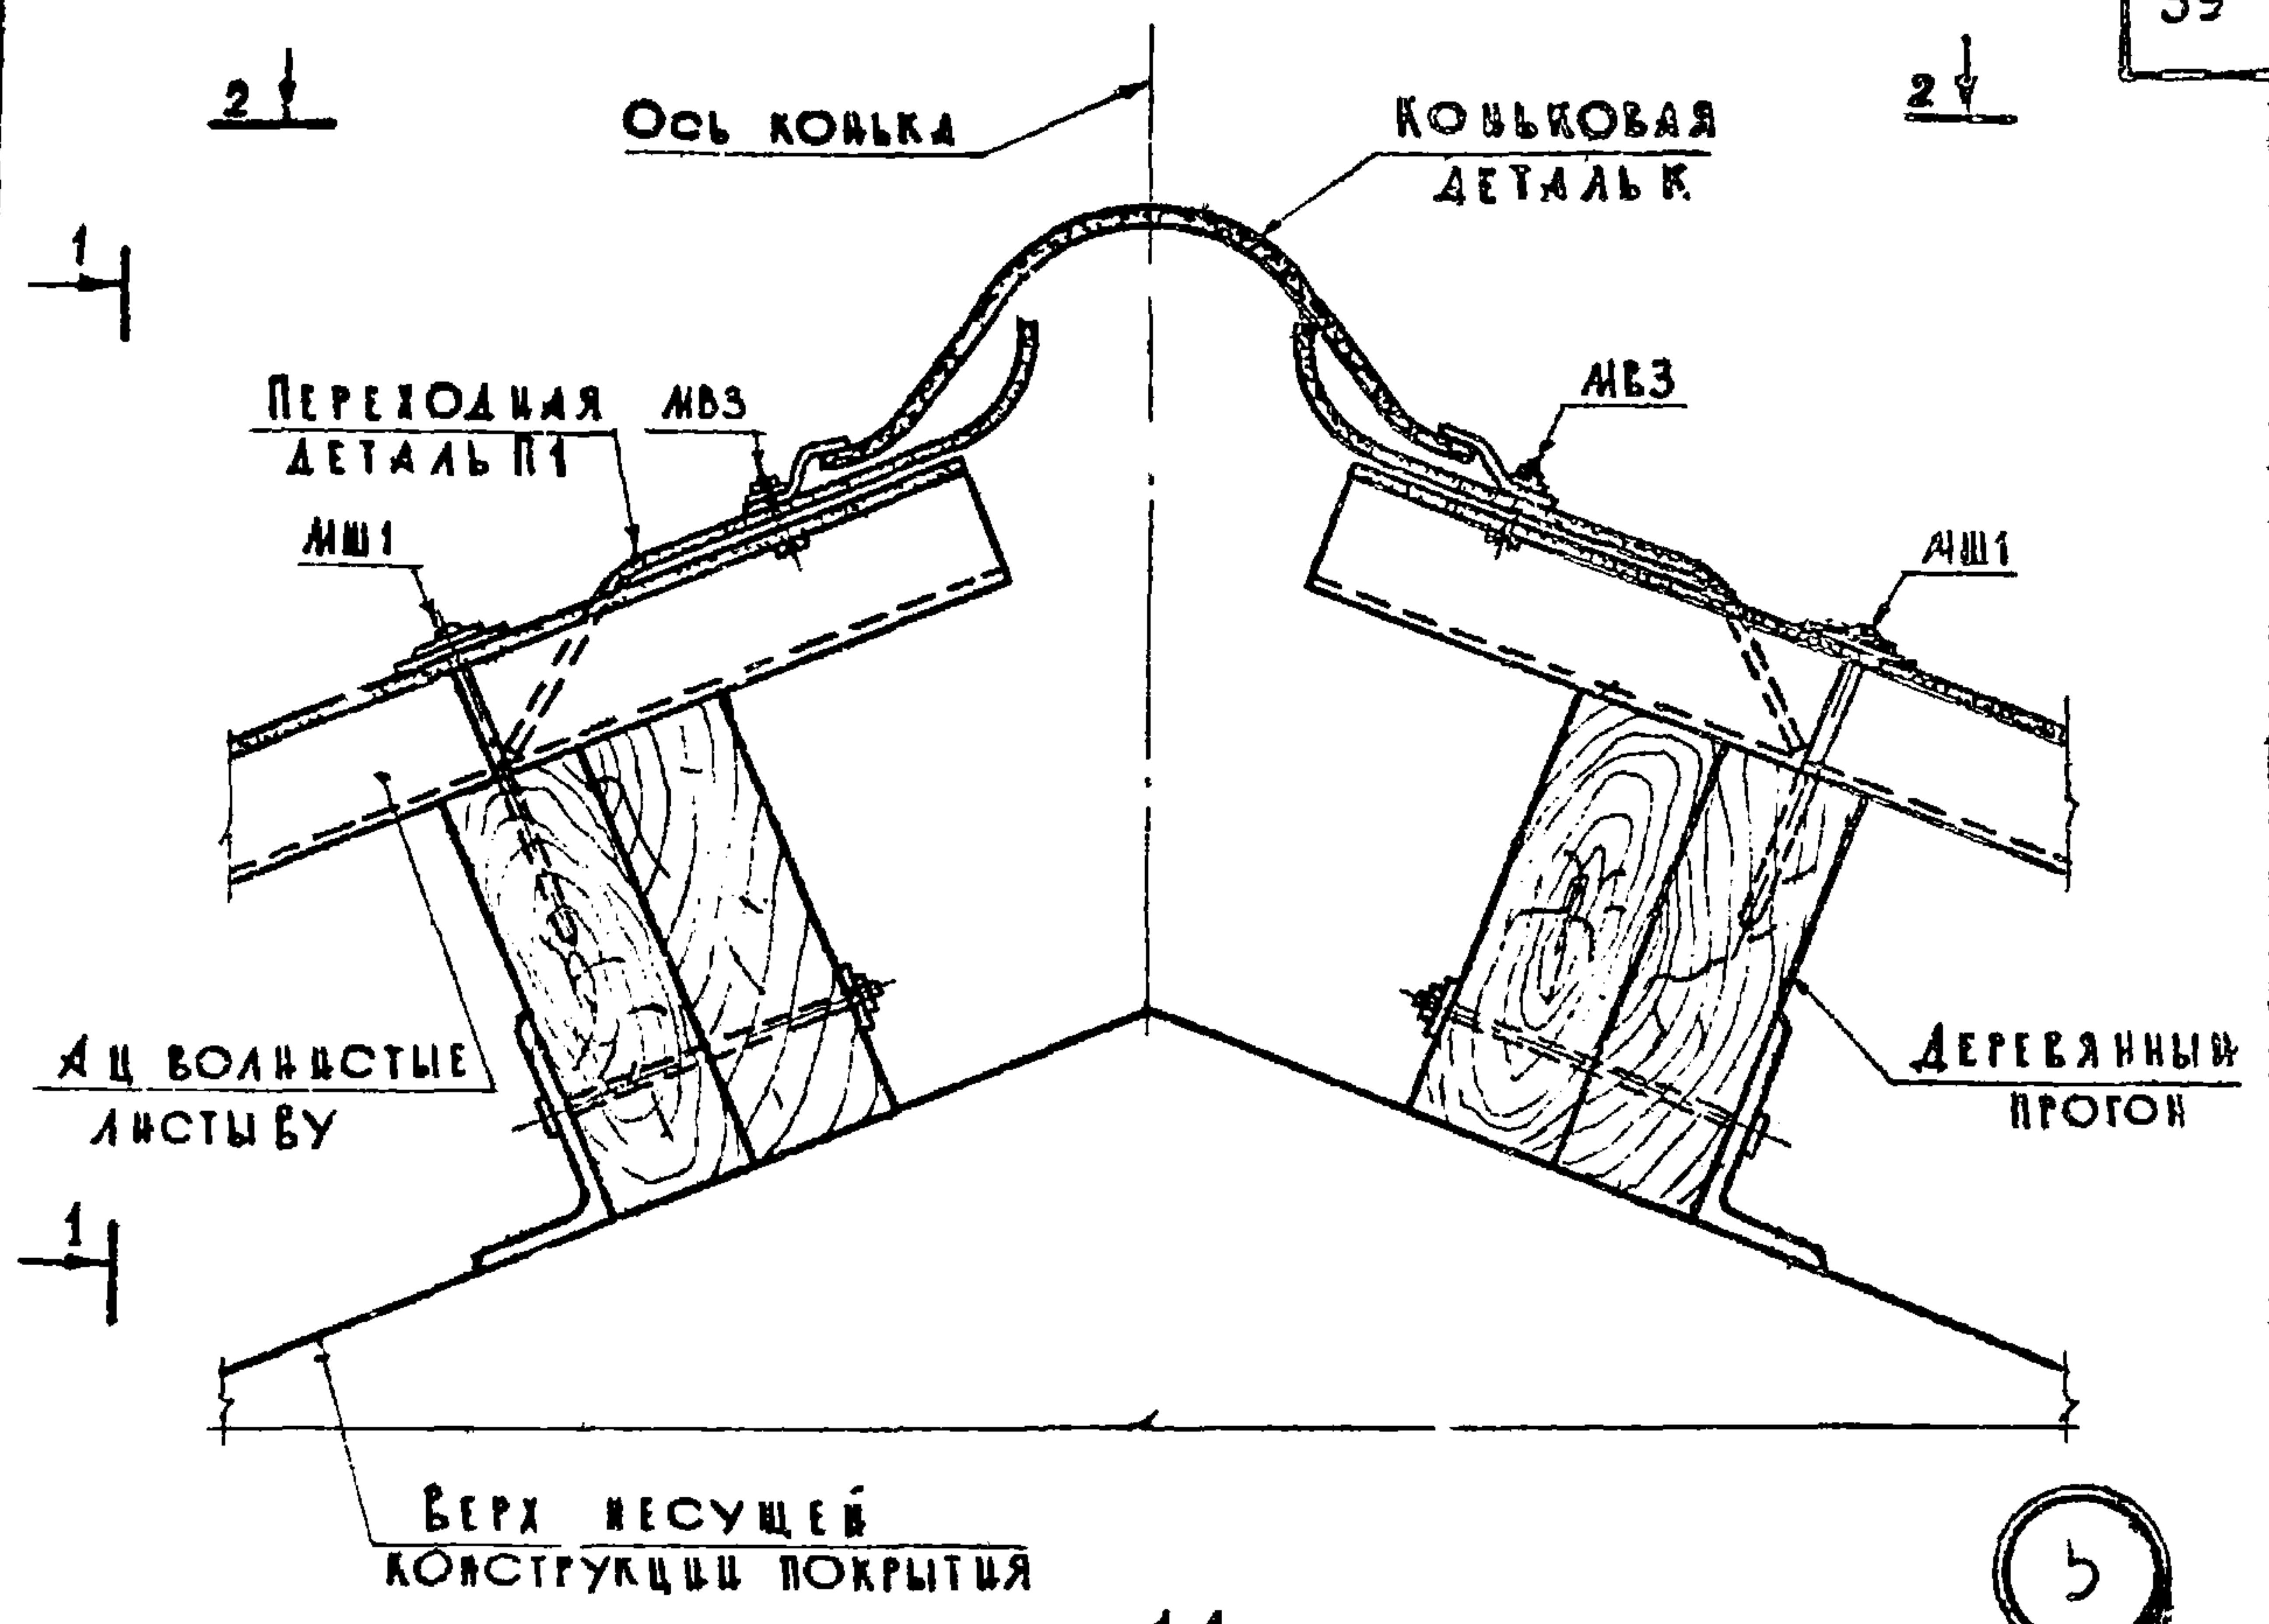 39
2
2
Ось конька
Коньковая
деталь К
1
Переходная
деталь П1
МВ3
МВ3
МШ1
МШ1
АЦ волнистые
листы ВУ
Деревянный
прогон
1
Верх несущей
конструкции покрытия
5